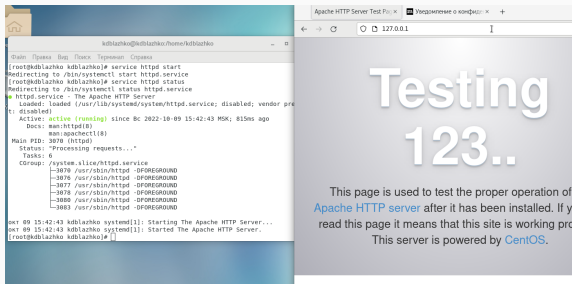 kdblazhko@kdblazhko:/home/kdblazhko
Файл Правка Вид Поиск Терминал Справка
[root@kdblazhko kdblazhko]# service httpd start
Redirecting to /bin/systemctl start httpd.service
[root@kdblazhko kdblazhko]# service httpd status
Redirecting to /bin/systemctl status httpd.service
● httpd.service - The Apache HTTP Server
Loaded: loaded (/usr/lib/systemd/system/httpd.service; disabled; vendor pre
t: disabled)
Active: active (running) since Вс 2022-10-09 15:42:43 MSK; 815ms ago
Docs: man:httpd(8)
man:apachectl(8)
Main PID: 3070 (httpd)
Status: "Processing requests..."
Tasks: 6
CGroup: /system.slice/httpd.service
├─3070 /usr/sbin/httpd -DFOREGROUND
├─3076 /usr/sbin/httpd -DFOREGROUND
├─3077 /usr/sbin/httpd -DFOREGROUND
├─3078 /usr/sbin/httpd -DFOREGROUND
├─3080 /usr/sbin/httpd -DFOREGROUND
└─3083 /usr/sbin/httpd -DFOREGROUND
окт 09 15:42:43 kdblazhko systemd[1]: Starting The Apache HTTP Server...
окт 09 15:42:43 kdblazhko systemd[1]: Started The Apache HTTP Server.
[root@kdblazhko kdblazhko]#
Apache HTTP Server Test Pa
Уведомление о конфиде
127.0.0.1
Testing
123..
This page is used to test the proper operation of
Apache HTTP server after it has been installed. If y
read this page it means that this site is working pro
This server is powered by CentOS.